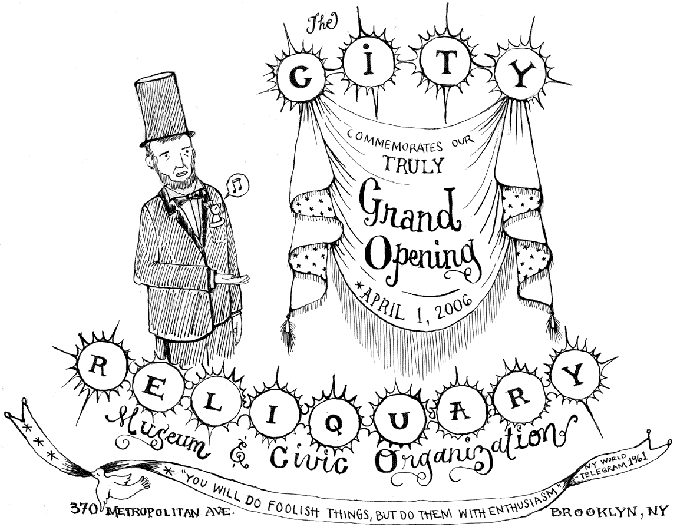 The
CITY
COMMEMORATES OUR
TRULY
Grand
Opening
*APRIL 1, 2006
RELIQUARY
Museum & Civic Organization
* "YOU WILL DO FOOLISH THINGS, BUT DO THEM WITH ENTHUSIASM"
NY WORLD
TELEGRAM 1961
370 METROPOLITAN AVE.
BROOKLYN, NY